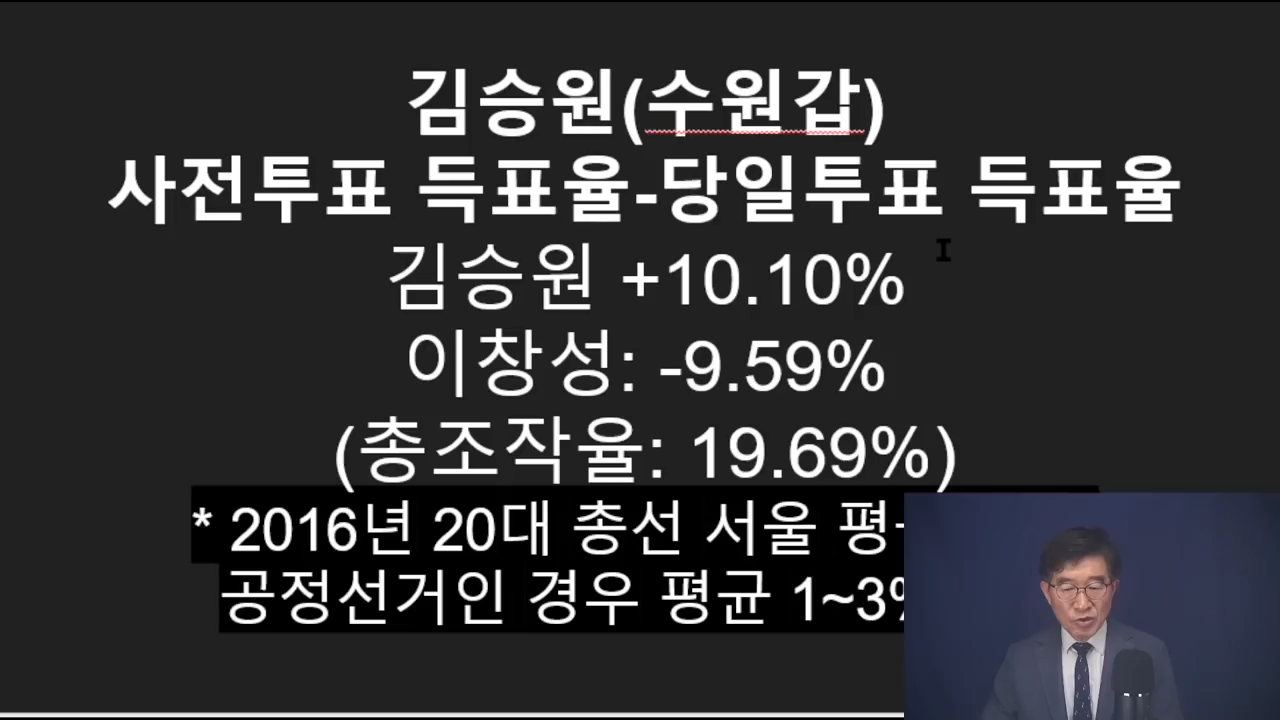 김승원(수원갑)
사전투표 득표율-당일투표 득표율
김승원 +10.10%
이창성: -9.59%
(총조작율: 19.69%)
* 2016년 20대 총선 서울
공정선거인 경우 평균 1~3%